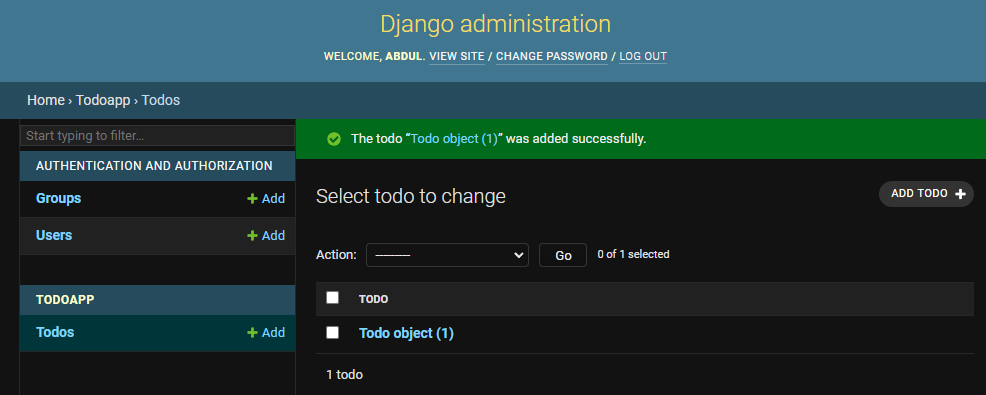 Django administration
WELCOME, ABDUL. VIEW SITE / CHANGE PASSWORD / LOG OUT
Home › Todoapp › Todos
Start typing to filter...
AUTHENTICATION AND AUTHORIZATION
Groups + Add
Users + Add
TODOAPP
Todos + Add
The todo “Todo object (1)” was added successfully.
Select todo to change
ADD TODO +
Action: --------- Go 0 of 1 selected
TODO
Todo object (1)
1 todo